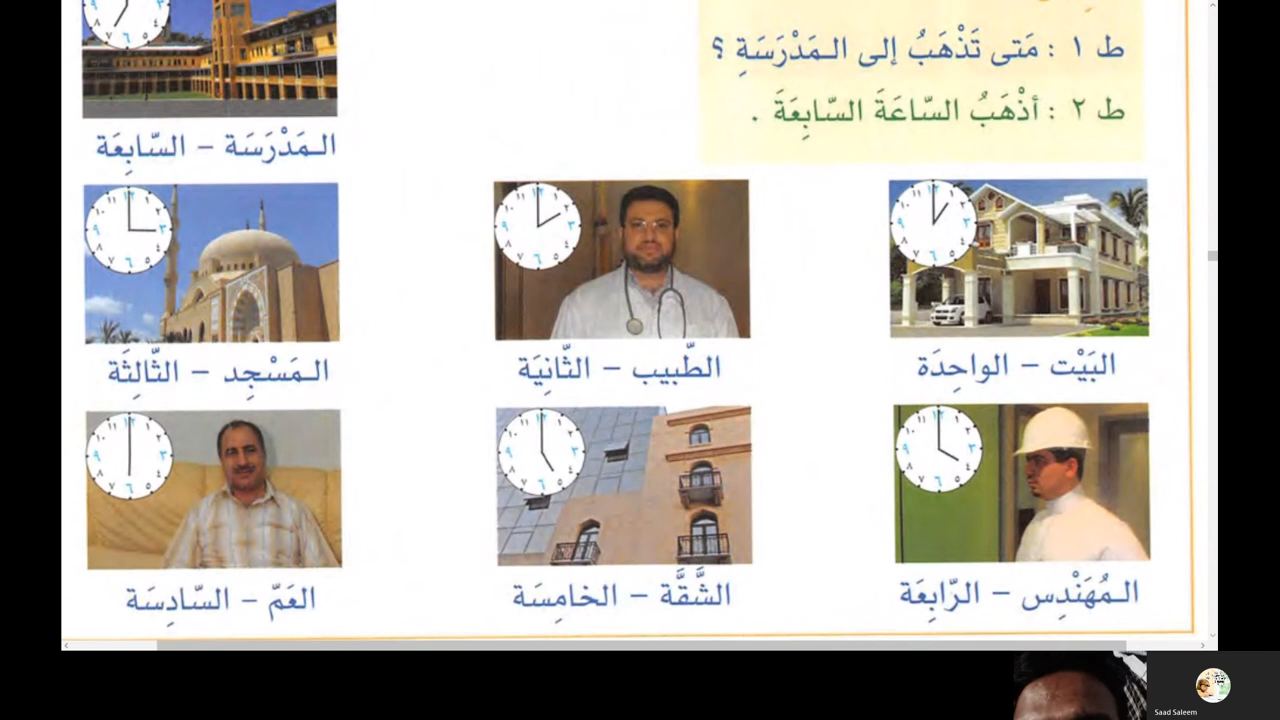 ط ١ : مَتى تَذْهَبُ إلى الـمَدْرَسَةِ ؟
ط ٢ : أذْهَبُ السّاعَةَ السّابِعَةَ .
الـمَدْرَسَة – السّابِعَة
البَيْت – الواحِدَة
الطَّبيب – الثّانِيَة
الـمَسْجِد – الثّالِثَة
الـمُهَنْدِس – الرّابِعَة
الشَّقَّة – الخامِسَة
العَمّ – السّادِسَة
Saad Saleem